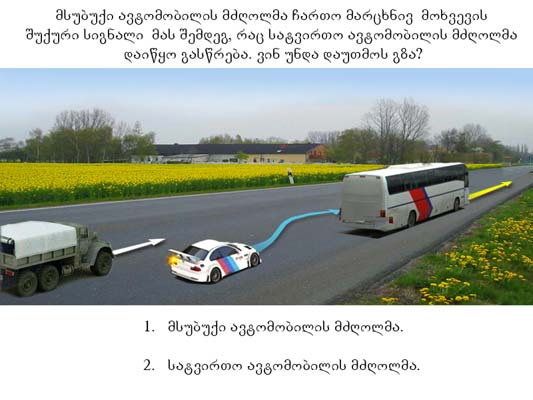 მსუბუქი ავტომობილის მძღოლმა ჩართო მარცხნივ მოხვევის
შუქური სიგნალი მას შემდეგ, რაც სატვირთო ავტომობილის მძღოლმა
დაიწყო გასწრება. ვინ უნდა დაუთმოს გზა?
1. მსუბუქი ავტომობილის მძღოლმა.
2. სატვირთო ავტომობილის მძღოლმა.